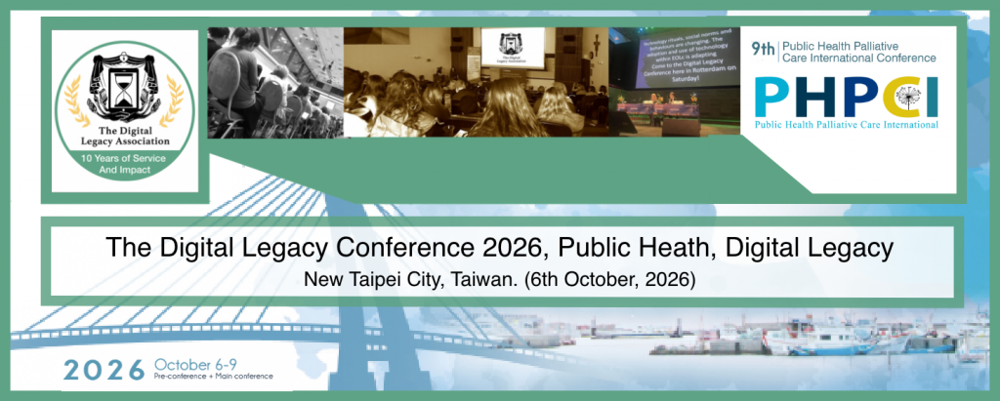 The Digital
Legacy Association
10 Years of Service
And Impact
The Digital
Legacy Association
Technology rituals, social norms and
behaviours are changing. The
adoption and use of technology
within EOLc is adapting
Come to the Digital Legacy
Conference here in Rotterdam on
Saturday!
9th
Public Health Palliative
Care International Conference
PHPCI
Public Health Palliative Care International
The Digital Legacy Conference 2026, Public Heath, Digital Legacy
New Taipei City, Taiwan. (6th October, 2026)
2026
October 6-9
Pre-conference + Main conference